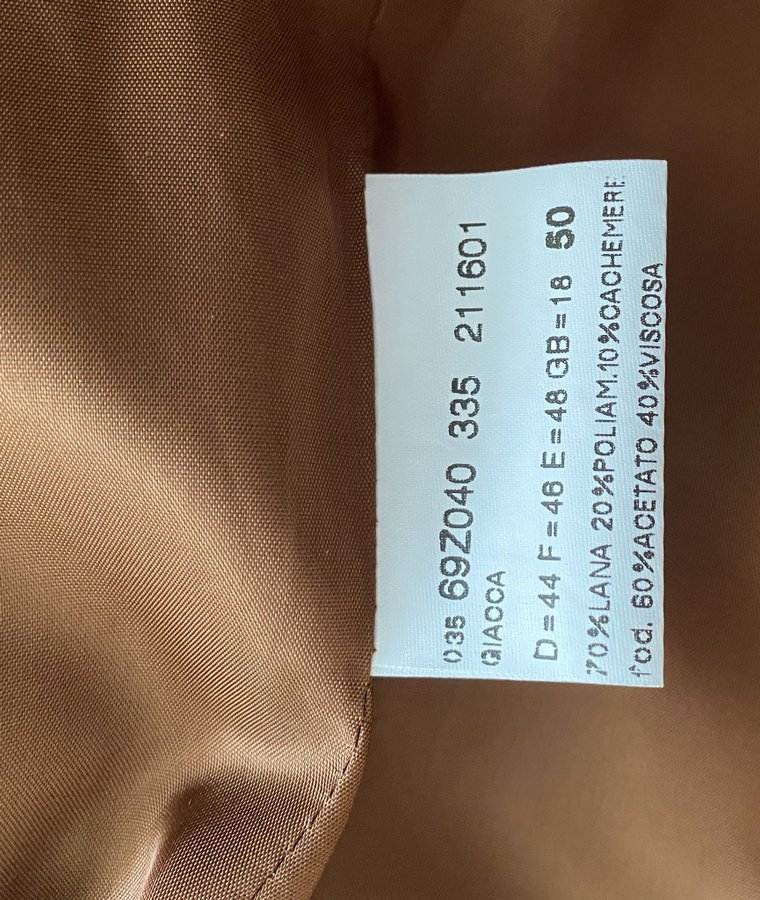 035 69Z040 335 211601
GIACCA
D=44 F=46 E=48 GB=18 50
70%LANA 20%POLIAM.10%CACHEMERE
fod. 60%ACETATO 40%VISCOSA